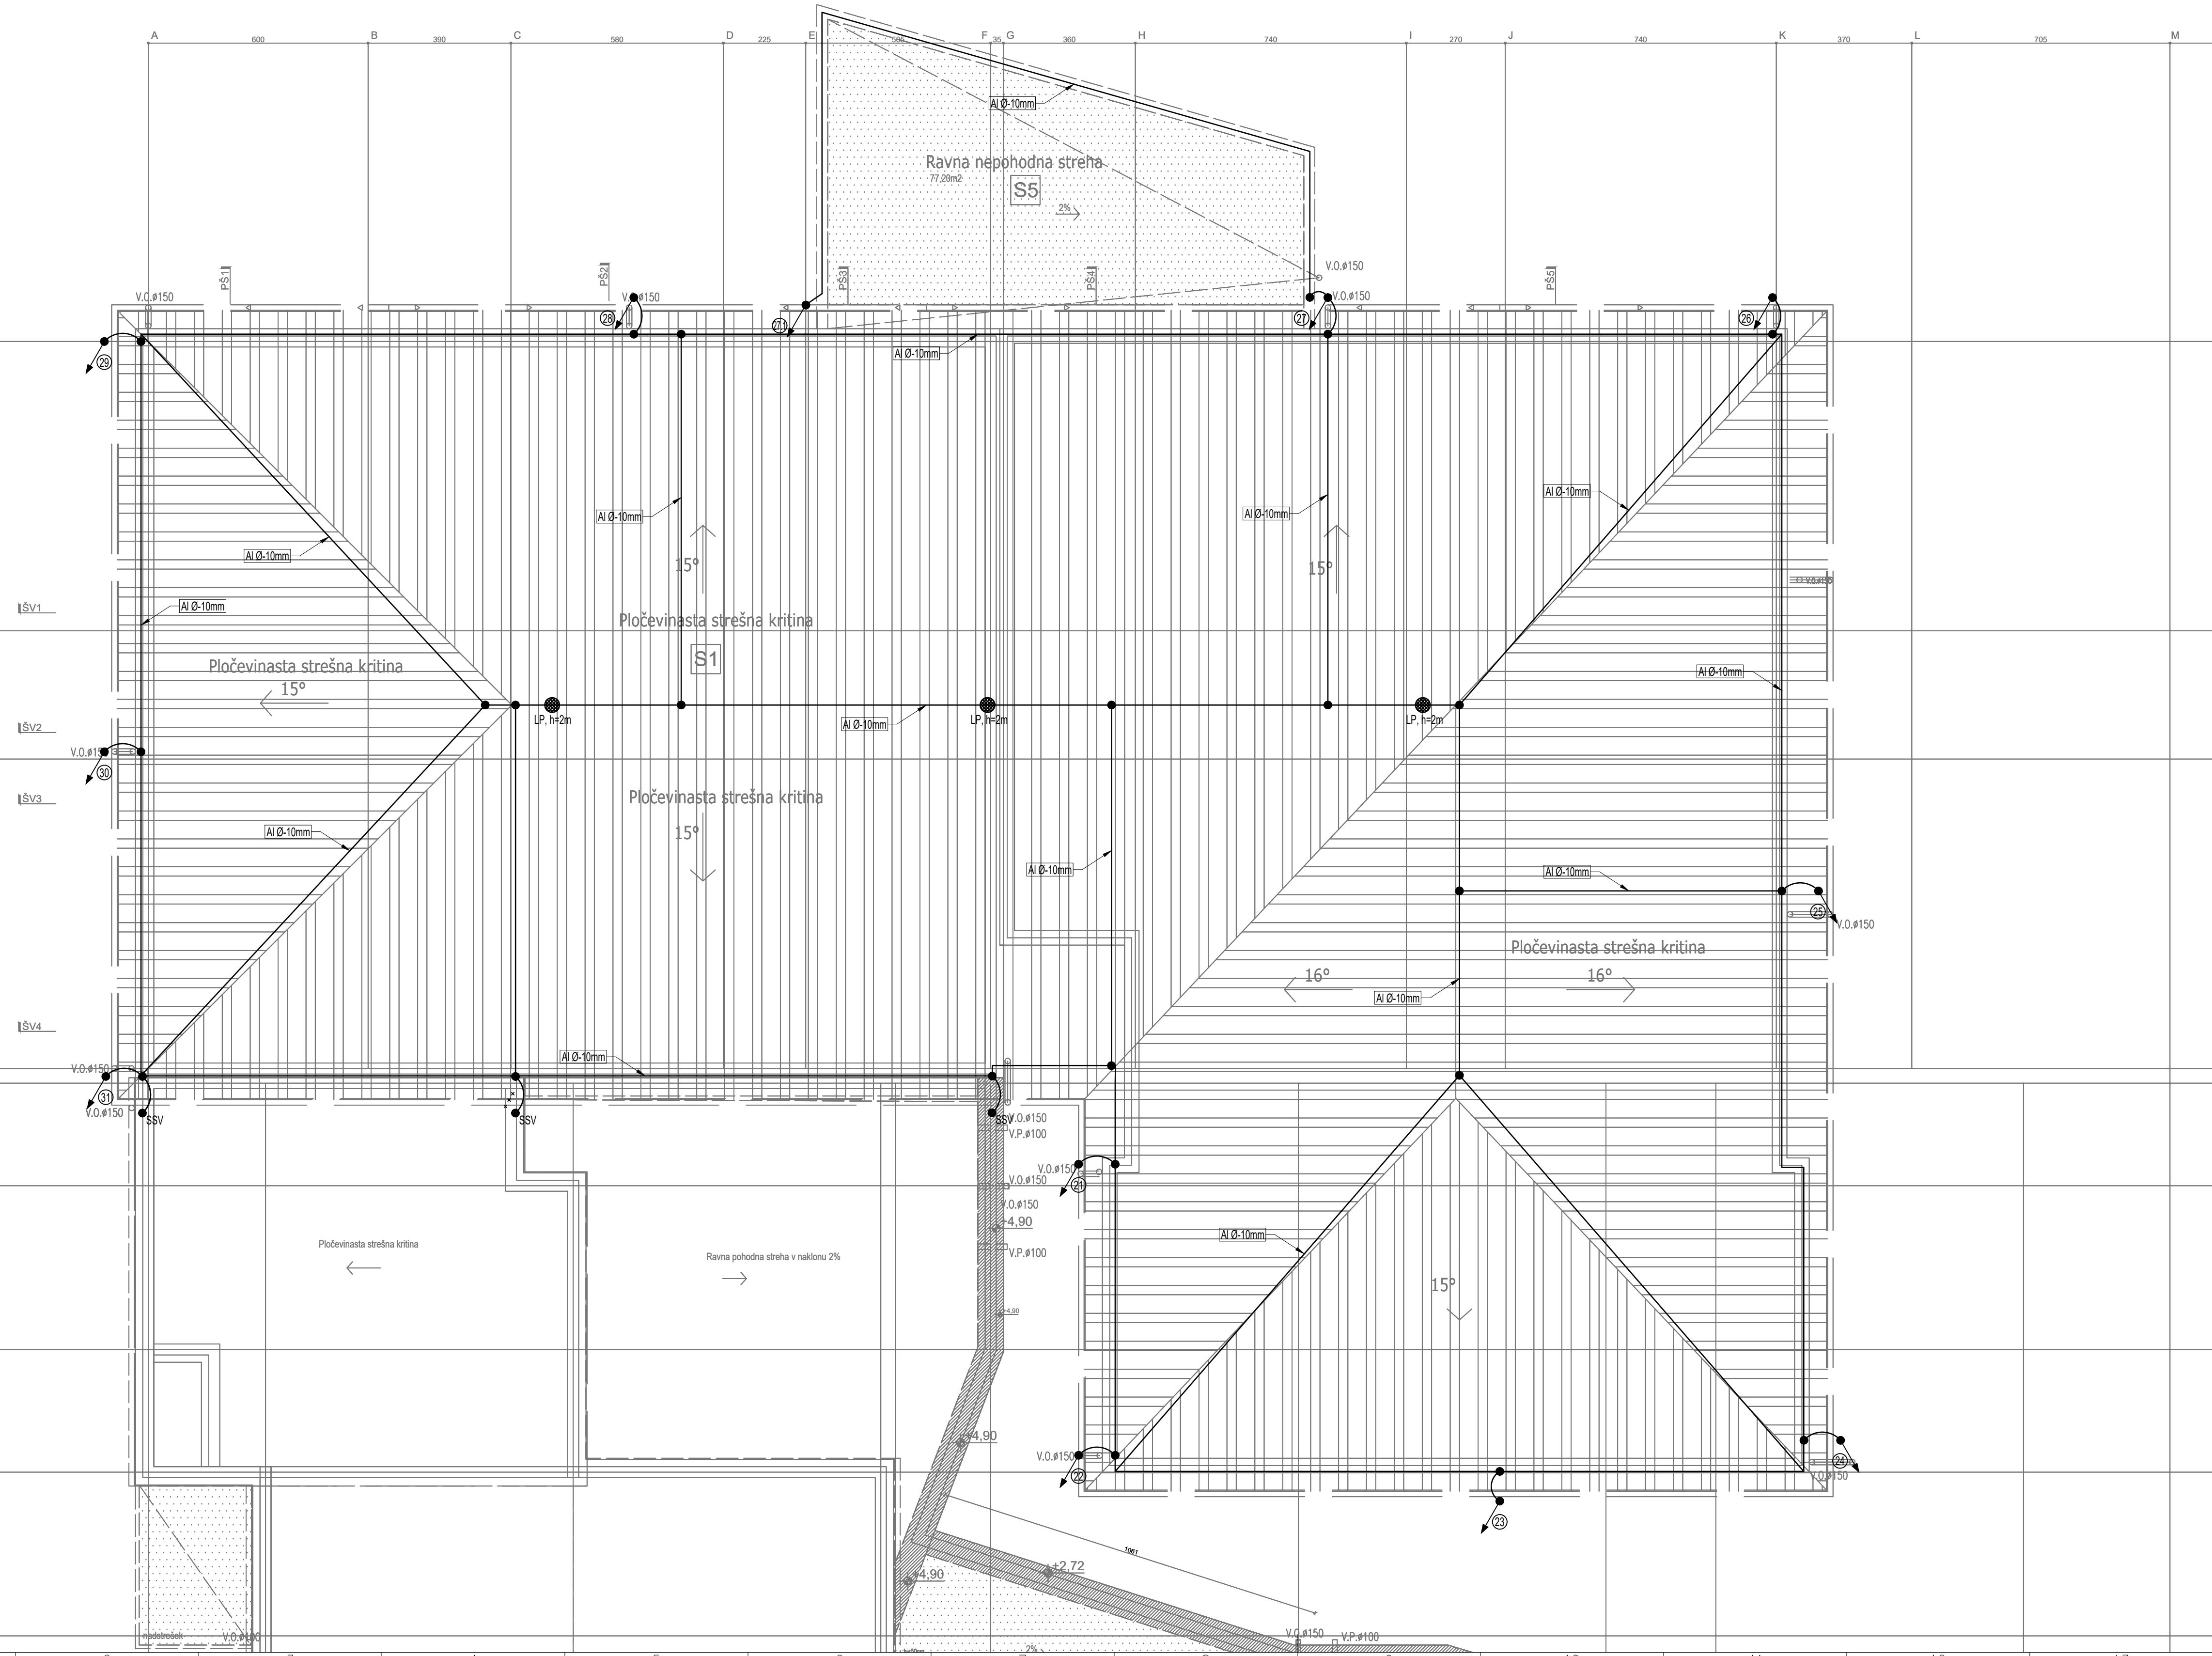 A
B
C
D
E
F
G
H
I
J
K
L
M
600
390
580
225
35
360
740
270
740
370
705
Al Ø-10mm
Ravna nepohodna streha
77,20m2
S5
2%
PŠ1
PŠ2
PŠ3
PŠ4
PŠ5
V.O.ø150
V.O.ø150
V.O.ø150
V.O.ø150
28
27.1
27
26
29
Al Ø-10mm
Al Ø-10mm
Al Ø-10mm
Al Ø-10mm
Al Ø-10mm
15°
15°
V.O.ø150
ŠV1
Al Ø-10mm
Pločevinasta strešna kritina
S1
Pločevinasta strešna kritina
15°
Al Ø-10mm
LP, h=2m
LP, h=2m
LP, h=2m
Al Ø-10mm
ŠV2
30
ŠV3
Pločevinasta strešna kritina
15°
Al Ø-10mm
Al Ø-10mm
Al Ø-10mm
25
V.O.ø150
Pločevinasta strešna kritina
16°
16°
Al Ø-10mm
ŠV4
Al Ø-10mm
V.O.ø150
31
V.O.ø150
SSV
SSV
SSV
V.O.ø150
V.P.ø100
V.O.ø150
21
V.O.ø150
V.O.ø150
+4,90
V.P.ø100
Pločevinasta strešna kritina
Ravna pohodna streha v naklonu 2%
Al Ø-10mm
15°
+4,90
+4,90
V.O.ø150
22
24
V.O.ø150
23
1061
+2,72
+4,90
nadstrešek
V.O.ø100
V.O.ø150
V.P.ø100
2%